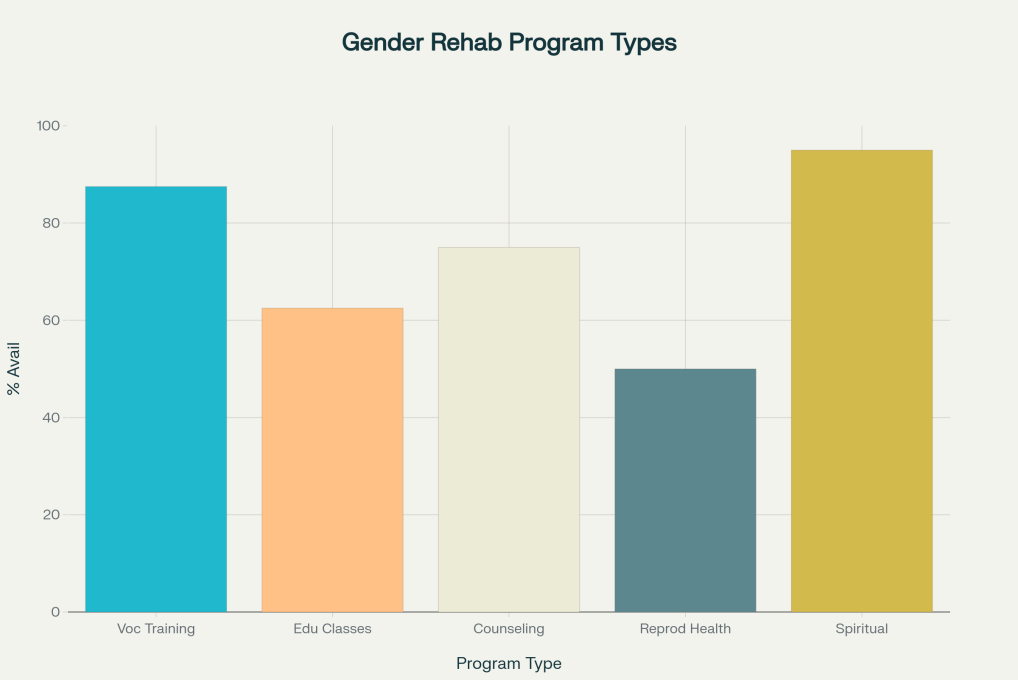 Gender Rehab Program Types
100
80
60
40
20
0
% Avail
Voc Training
Edu Classes
Counseling
Reprod Health
Spiritual
Program Type